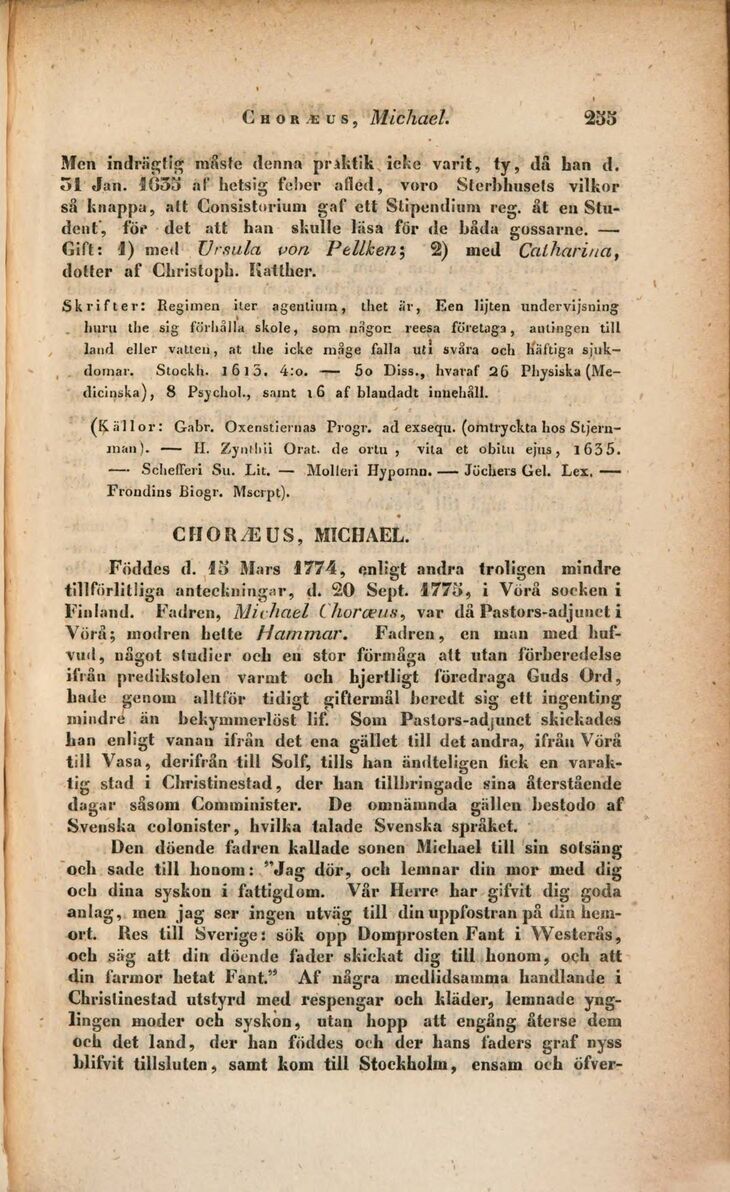 CHORÆUS, Michael. 255
Men indrägtig måste denna praktik icke varit, ty, då han d.
31 Jan. 1635 af hetsig feber afled, voro Sterbhusets vilkor
så knappa, att Consistorium gaf ett Stipendium reg. åt en Stu-
dent, för det att han skulle läsa för de båda gossarne. —
Gift: 1) med Ursula von Pellken; 2) med Catharina,
dotter af Christoph. Katther.
Skrifter: Regimen iter agentium, thet är, Een lijten undervijsning
huru the sig förhålla skole, som någor reesa företaga, antingen till
land eller vatten, at the icke måge falla uti svåra och häftiga sjuk-
domar. Stockh. 1613. 4:o. — 50 Diss., hvaraf 26 Physiska (Me-
dicinska), 8 Psychol., samt 16 af blandadt innehåll.
(Källor: Gabr. Oxenstiernas Progr. ad exsequ. (omtryckta hos Stjern-
man). — H. Zynthii Orat. de ortu, vita et obitu ejus, 1635.
— Schefferi Su. Lit. — Molleri Hypomn. — Jöchers Gel. Lex. —
Frondins Biogr. Mscrpt).
CHORÆUS, MICHAEL.
Föddes d. 15 Mars 1774, enligt andra troligen mindre
tillförlitliga anteckningar, d. 20 Sept. 1775, i Vörå socken i
Finland. Fadren, Michael Choræus, var då Pastors-adjunct i
Vörå; modren hette Hammar. Fadren, en man med huf-
vud, något studier och en stor förmåga att utan förberedelse
ifrån predikstolen varmt och hjertligt föredraga Guds Ord,
hade genom alltför tidigt giftermål beredt sig ett ingenting
mindre än bekymmerlöst lif. Som Pastors-adjunct skickades
han enligt vanan ifrån det ena gället till det andra, ifrån Vörå
till Vasa, derifrån till Solf, tills han ändteligen fick en varak-
tig stad i Christinestad, der han tillbringade sina återstående
dagar såsom Comminister. De omnämnda gällen bestodo af
Svenska colonister, hvilka talade Svenska språket.
Den döende fadren kallade sonen Michael till sin sotsäng
och sade till honom: "Jag dör, och lemnar din mor med dig
och dina syskon i fattigdom. Vår Herre har gifvit dig goda
anlag, men jag ser ingen utväg till din uppfostran på din hem-
ort. Res till Sverige: sök opp Domprosten Fant i Westerås,
och säg att din döende fader skickat dig till honom, och att
din farmor hetat Fant." Af några medlidsamma handlande i
Christinestad utstyrd med respengar och kläder, lemnade yng-
lingen moder och syskon, utan hopp att engång återse dem
och det land, der han föddes och der hans faders graf nyss
blifvit tillsluten, samt kom till Stockholm, ensam och öfver-